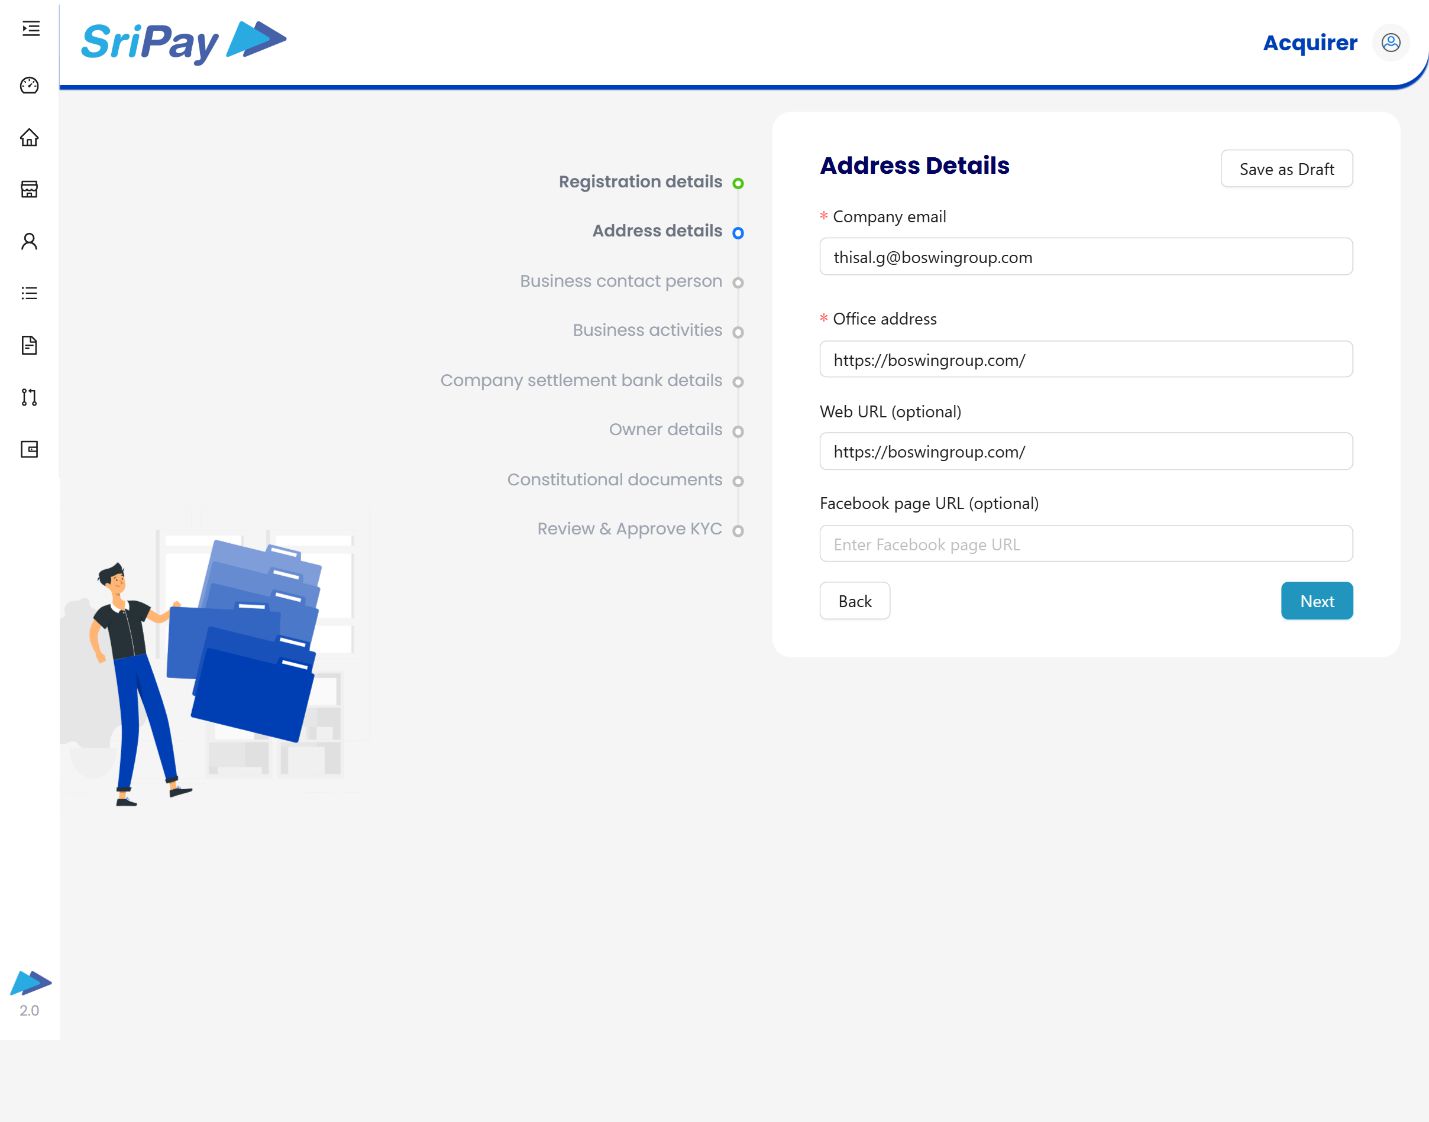 SriPay
Acquirer
Registration details
Address details
Business contact person
Business activities
Company settlement bank details
Owner details
Constitutional documents
Review & Approve KYC
Address Details
Save as Draft
* Company email
thisal.g@boswingroup.com
* Office address
https://boswingroup.com/
Web URL (optional)
https://boswingroup.com/
Facebook page URL (optional)
Enter Facebook page URL
Back
Next
2.0